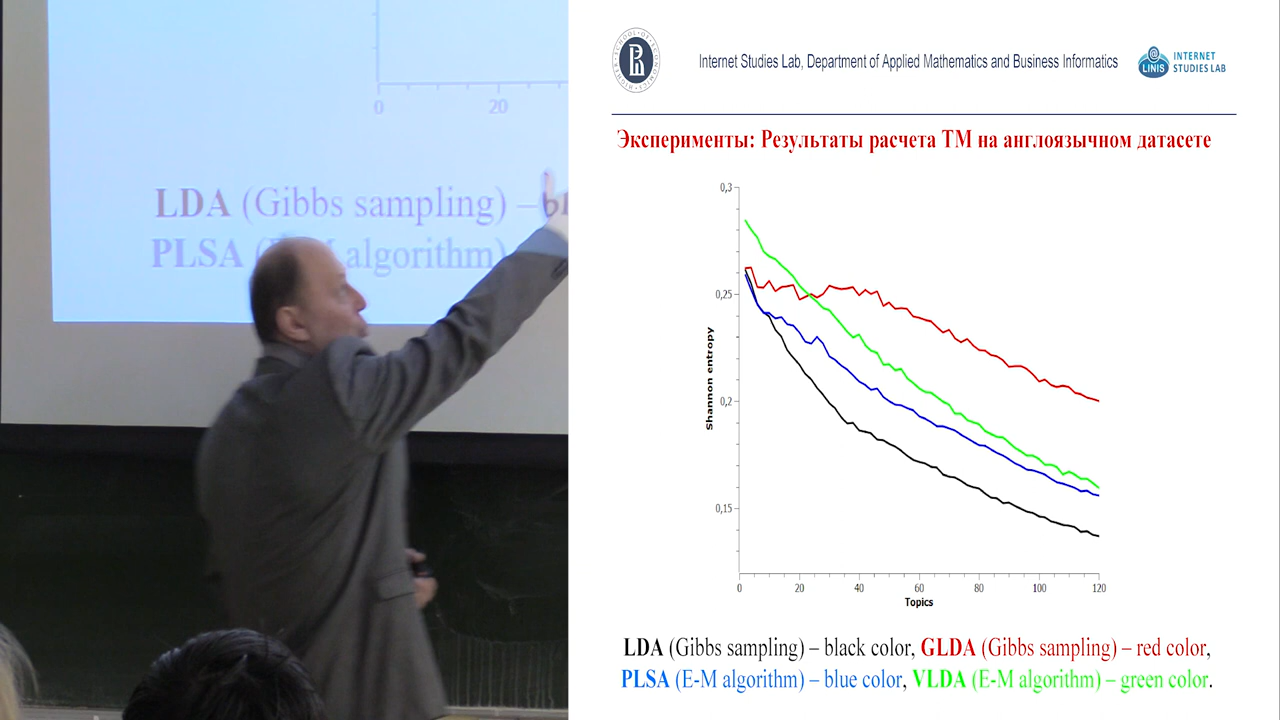 0
20
LDA (Gibbs sampling) –
PLSA algorithm)
Internet Studies Lab, Department of Applied Mathematics and Business Informatics
LINIS
INTERNET
STUDIES LAB
Эксперименты: Результаты расчета ТМ на англоязычном датасете
0,3
0,25
0,2
0,15
Shannon entropy
0
20
40
60
80
100
120
Topics
LDA (Gibbs sampling) – black color, GLDA (Gibbs sampling) – red color,
PLSA (E-M algorithm) – blue color, VLDA (E-M algorithm) – green color.